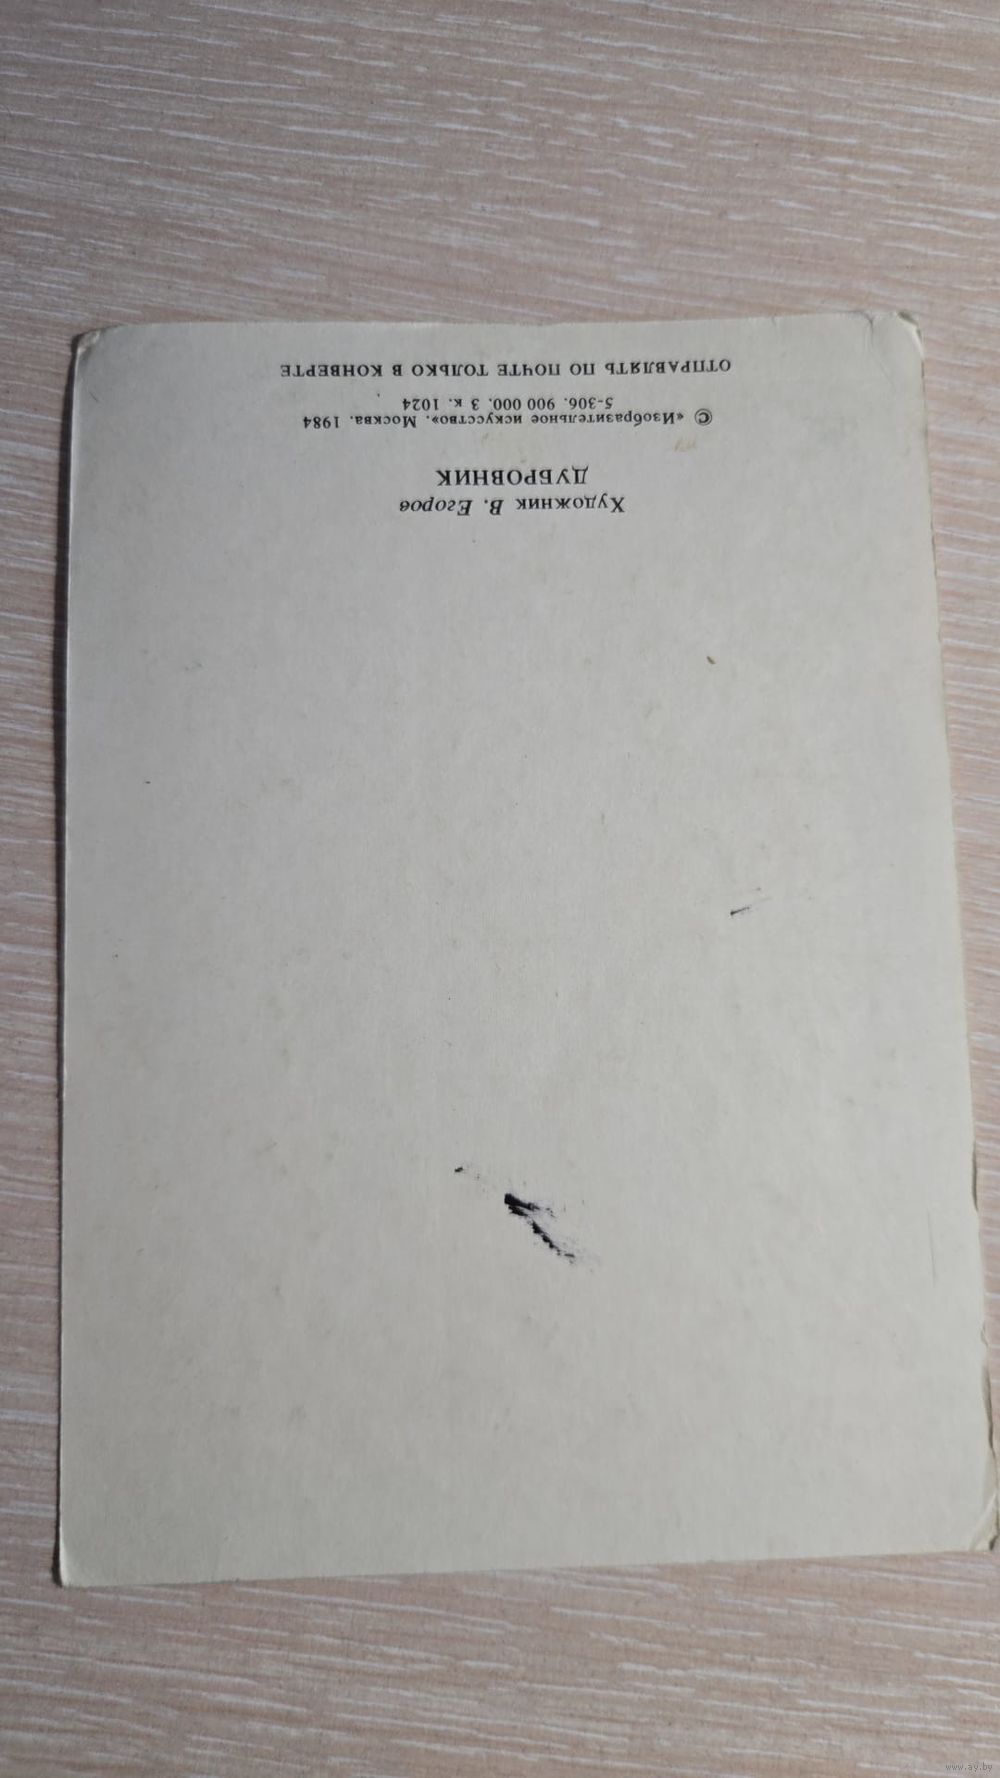 Художник В. Егоров
ДУБРОВНИК
© «Изобразительное искусство». Москва. 1984
5-306. 900 000. 3 к. 1024
ОТПРАВЛЯТЬ ПО ПОЧТЕ ТОЛЬКО В КОНВЕРТЕ
www.ay.by